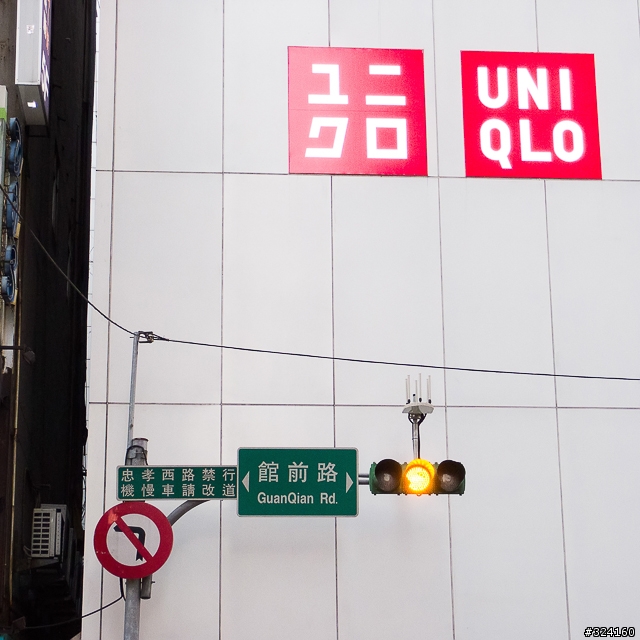 ユニ
クロ
UNI
QLO
忠孝西路禁行
機慢車請改道
館前路
GuanQian Rd.
#324160